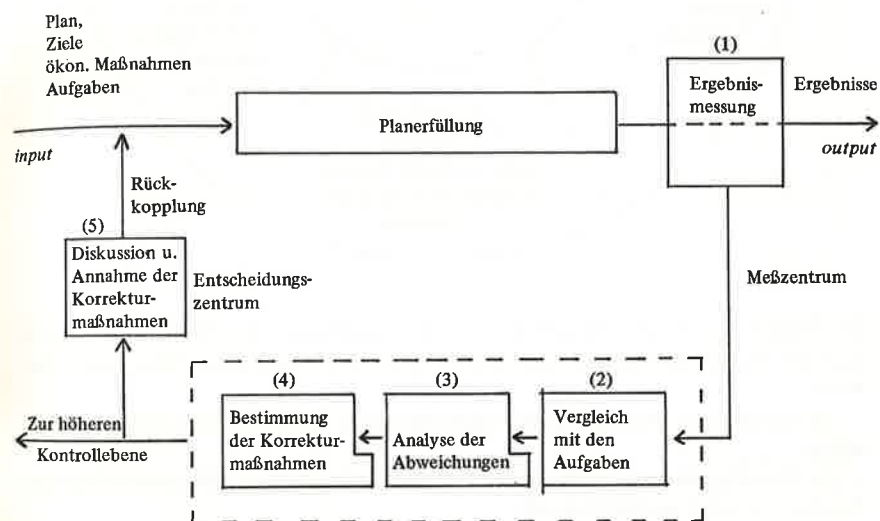 Plan,
Ziele
ökon. Maßnahmen
Aufgaben
input
Planerfüllung
(1)
Ergebnis-
messung
Ergebnisse
output
Rück-
kopplung
(5)
Diskussion u.
Annahme der
Korrektur-
maßnahmen
Entscheidungs-
zentrum
Meßzentrum
(4)
Bestimmung
der Korrektur-
maßnahmen
(3)
Analyse der
Abweichungen
(2)
Vergleich
mit den
Aufgaben
Zur höheren
Kontrollebene